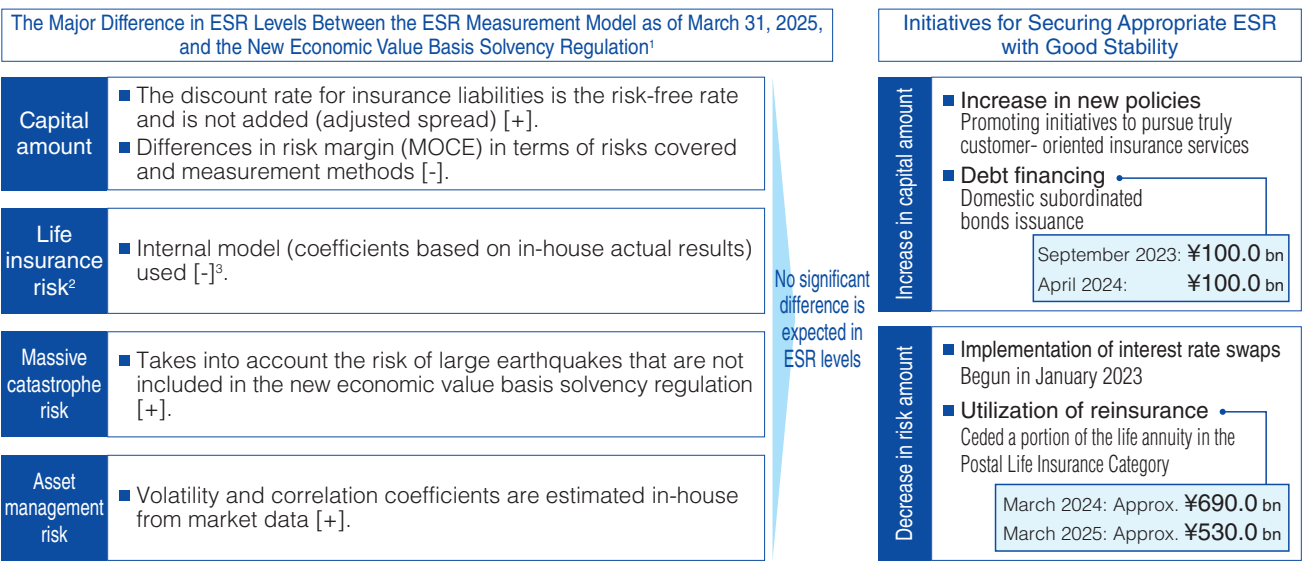 The Major Difference in ESR Levels Between the ESR Measurement Model as of March 31, 2025,
and the New Economic Value Basis Solvency Regulation¹
Capital
amount
■ The discount rate for insurance liabilities is the risk-free rate
and is not added (adjusted spread) [+].
■ Differences in risk margin (MOCE) in terms of risks covered
and measurement methods [-].
Life
insurance
risk²
■ Internal model (coefficients based on in-house actual results)
used [-]³.
Massive
catastrophe
risk
■ Takes into account the risk of large earthquakes that are not
included in the new economic value basis solvency regulation
[+].
Asset
management
risk
■ Volatility and correlation coefficients are estimated in-house
from market data [+].
No significant
difference is
expected in
ESR levels
Initiatives for Securing Appropriate ESR
with Good Stability
Increase in capital amount
■ Increase in new policies
Promoting initiatives to pursue truly
customer- oriented insurance services
■ Debt financing
Domestic subordinated
bonds issuance
September 2023: ¥100.0 bn
April 2024: ¥100.0 bn
Decrease in risk amount
■ Implementation of interest rate swaps
Begun in January 2023
■ Utilization of reinsurance
Ceded a portion of the life annuity in the
Postal Life Insurance Category
March 2024: Approx. ¥690.0 bn
March 2025: Approx. ¥530.0 bn